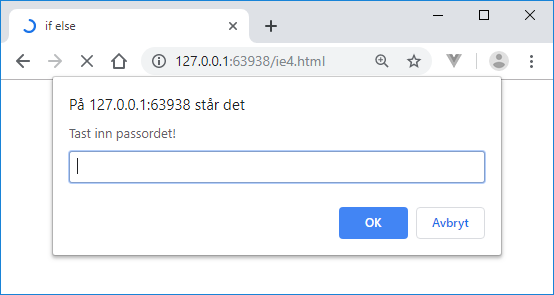 if else
127.0.0.1:63938/ie4.html
På 127.0.0.1:63938 står det
Tast inn passordet!
OK Avbryt